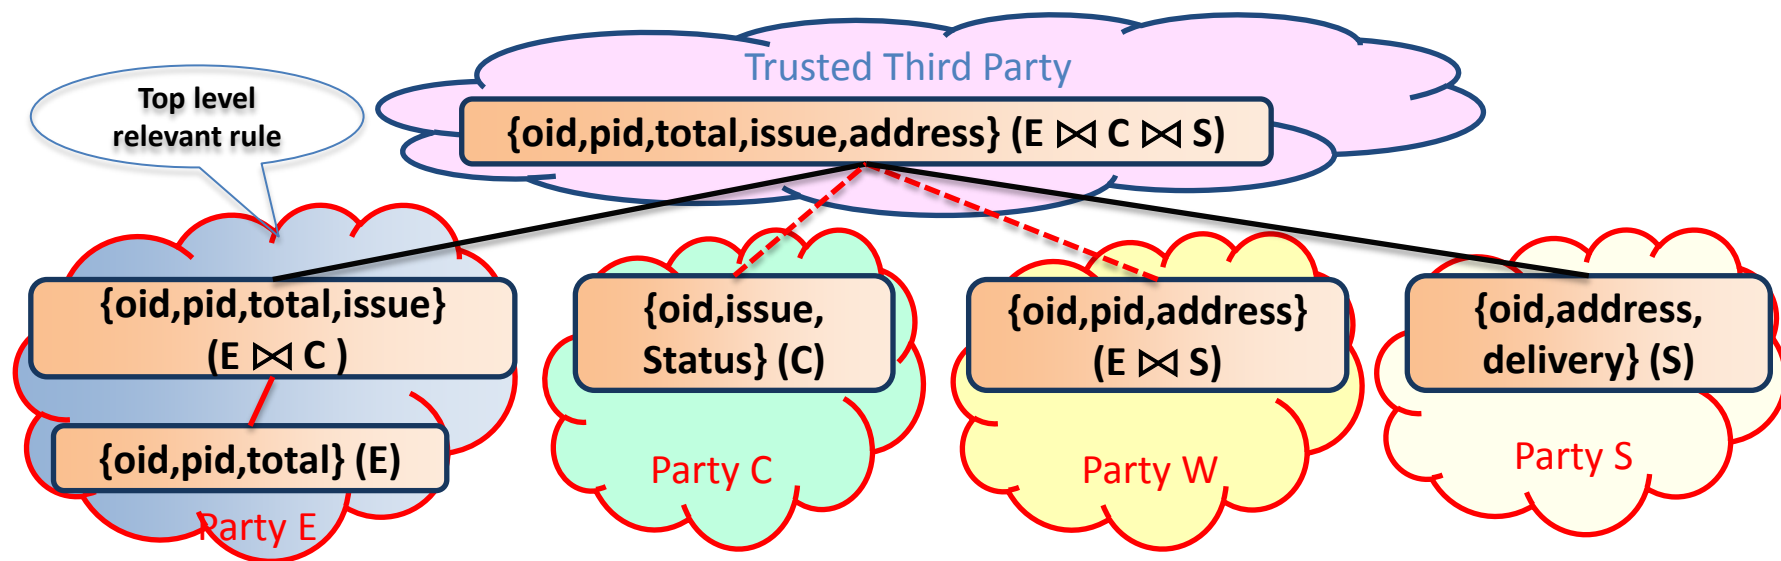 Trusted Third Party
{oid,pid,total,issue,address} (E ⋈ C ⋈ S)
Top level
relevant rule
{oid,pid,total,issue}
(E ⋈ C )
{oid,pid,total} (E)
Party E
{oid,issue,
Status} (C)
Party C
{oid,pid,address}
(E ⋈ S)
Party W
{oid,address,
delivery} (S)
Party S